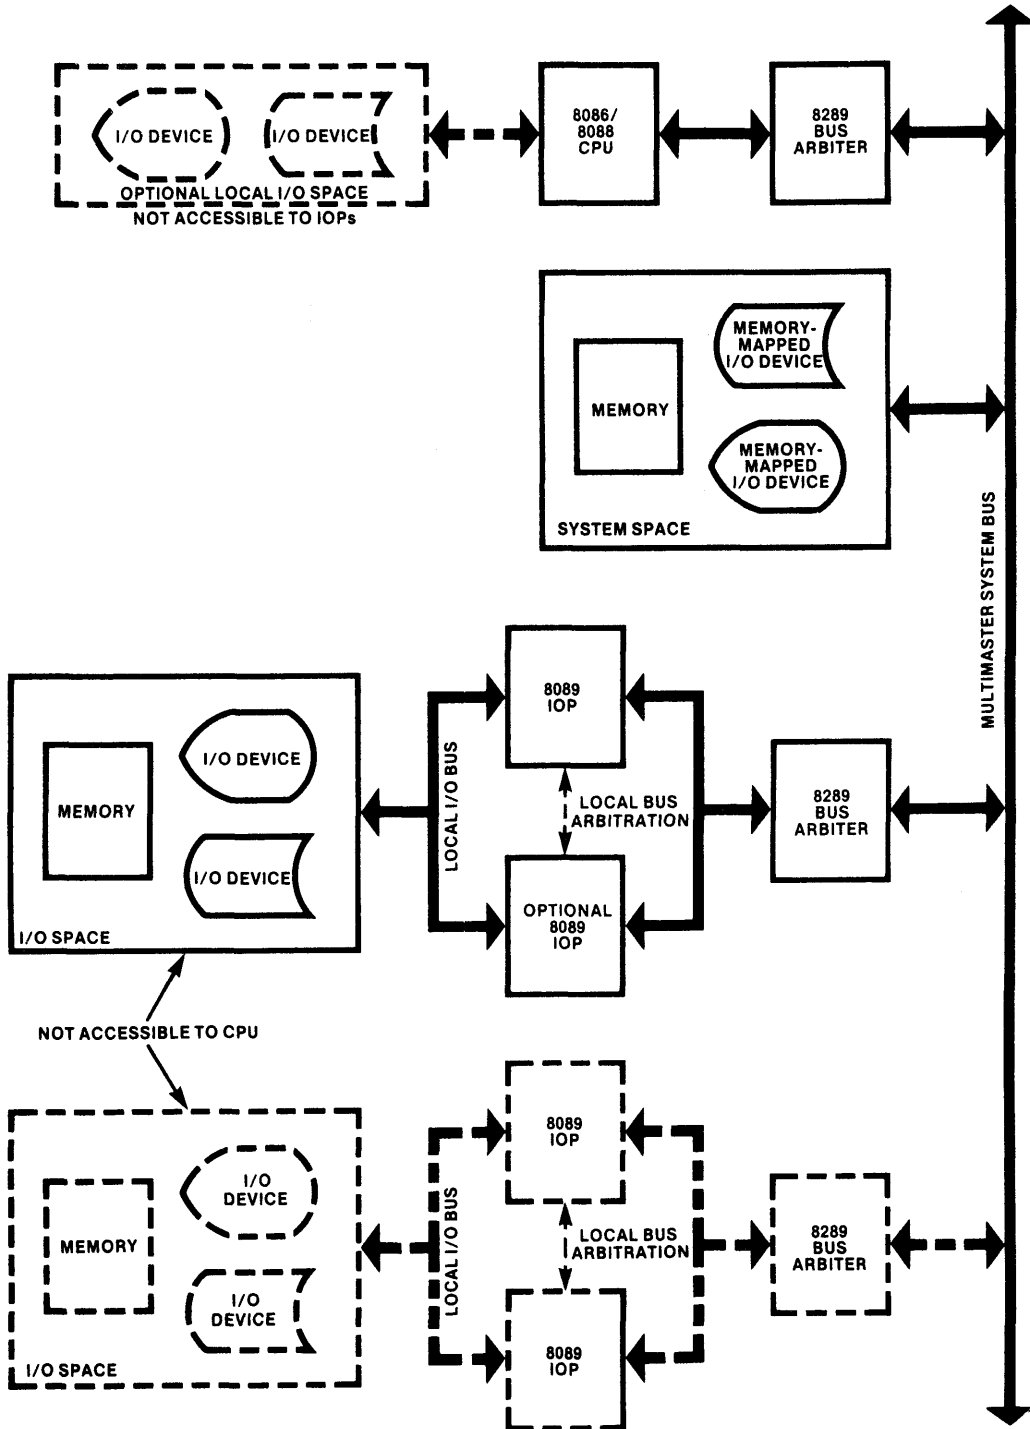 I/O DEVICE
I/O DEVICE
OPTIONAL LOCAL I/O SPACE
NOT ACCESSIBLE TO IOPs
8086/
8088
CPU
8289
BUS
ARBITER
MEMORY
MEMORY-
MAPPED
I/O DEVICE
MEMORY-
MAPPED
I/O DEVICE
SYSTEM SPACE
MULTIMASTER SYSTEM BUS
MEMORY
I/O DEVICE
I/O DEVICE
I/O SPACE
LOCAL I/O BUS
8089
IOP
LOCAL BUS
ARBITRATION
OPTIONAL
8089
IOP
8289
BUS
ARBITER
NOT ACCESSIBLE TO CPU
MEMORY
I/O
DEVICE
I/O
DEVICE
I/O SPACE
LOCAL I/O BUS
8089
IOP
LOCAL BUS
ARBITRATION
8089
IOP
8289
BUS
ARBITER